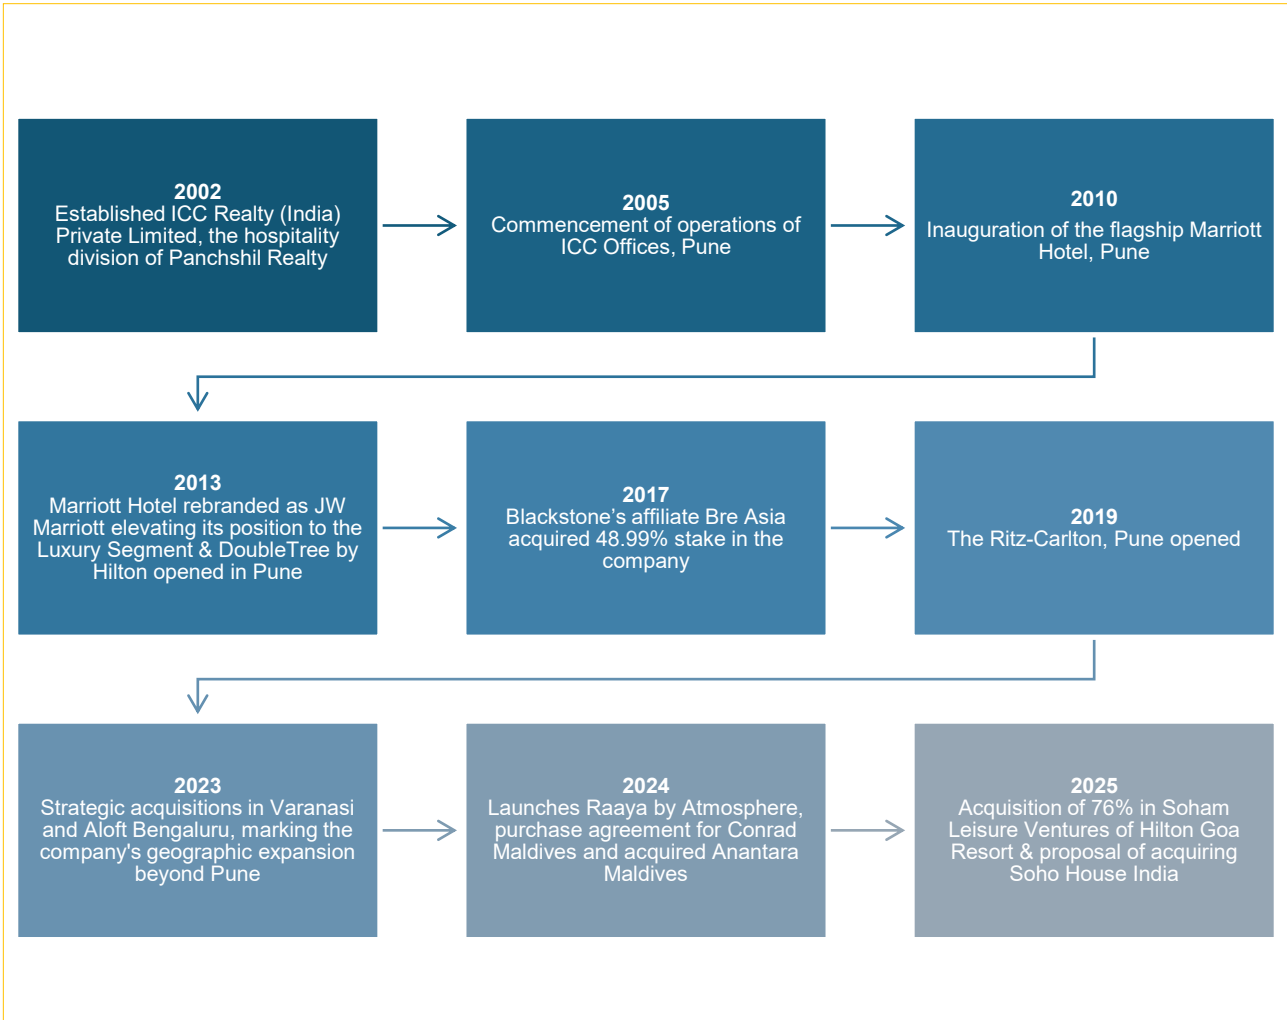 2002
Established ICC Realty (India)
Private Limited, the hospitality
division of Panchshil Realty
2005
Commencement of operations of
ICC Offices, Pune
2010
Inauguration of the flagship Marriott
Hotel, Pune
2013
Marriott Hotel rebranded as JW
Marriott elevating its position to the
Luxury Segment & DoubleTree by
Hilton opened in Pune
2017
Blackstone’s affiliate Bre Asia
acquired 48.99% stake in the
company
2019
The Ritz-Carlton, Pune opened
2023
Strategic acquisitions in Varanasi
and Aloft Bengaluru, marking the
company's geographic expansion
beyond Pune
2024
Launches Raaya by Atmosphere,
purchase agreement for Conrad
Maldives and acquired Anantara
Maldives
2025
Acquisition of 76% in Soham
Leisure Ventures of Hilton Goa
Resort & proposal of acquiring
Soho House India